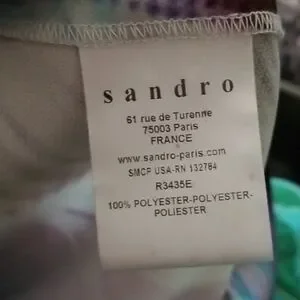 sandro
61 rue de Turenne
75003 Paris
FRANCE
www.sandro-paris.com
SMCP USA-RN 132784
R3435E
100% POLYESTER-POLYESTER-
POLIESTER